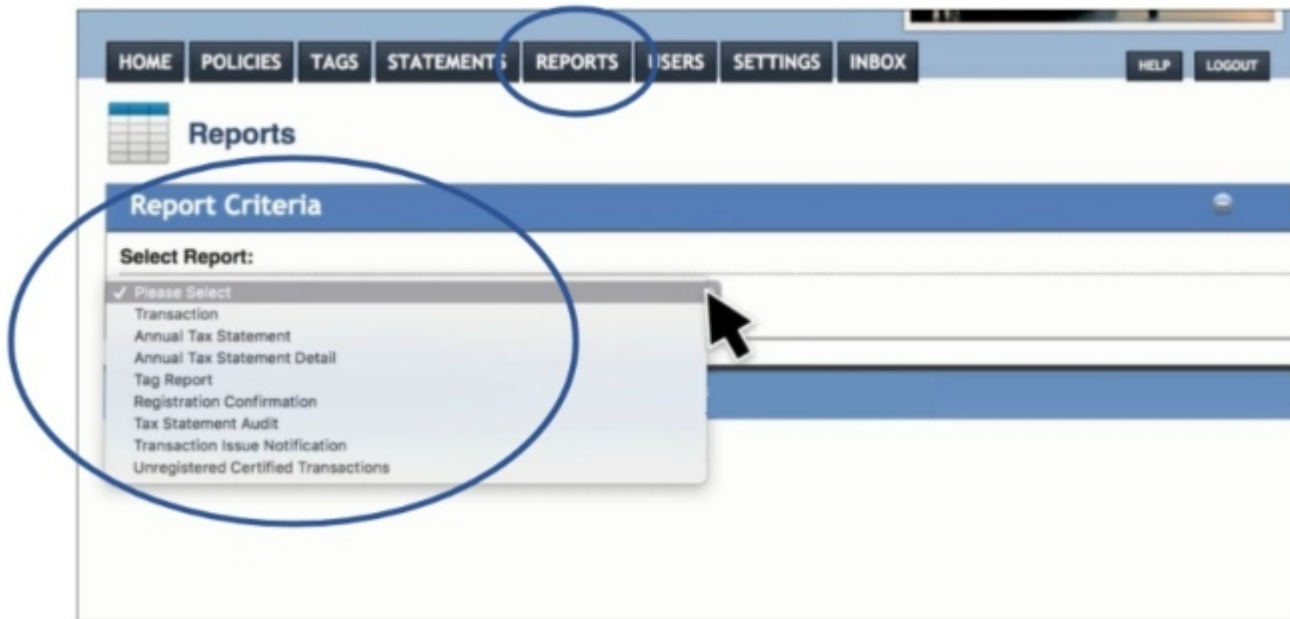 HOME POLICIES TAGS STATEMENTS REPORTS USERS SETTINGS INBOX HELP LOGOUT
Reports
Report Criteria
Select Report:
✓ Please Select
Transaction
Annual Tax Statement
Annual Tax Statement Detail
Tag Report
Registration Confirmation
Tax Statement Audit
Transaction Issue Notification
Unregistered Certified Transactions